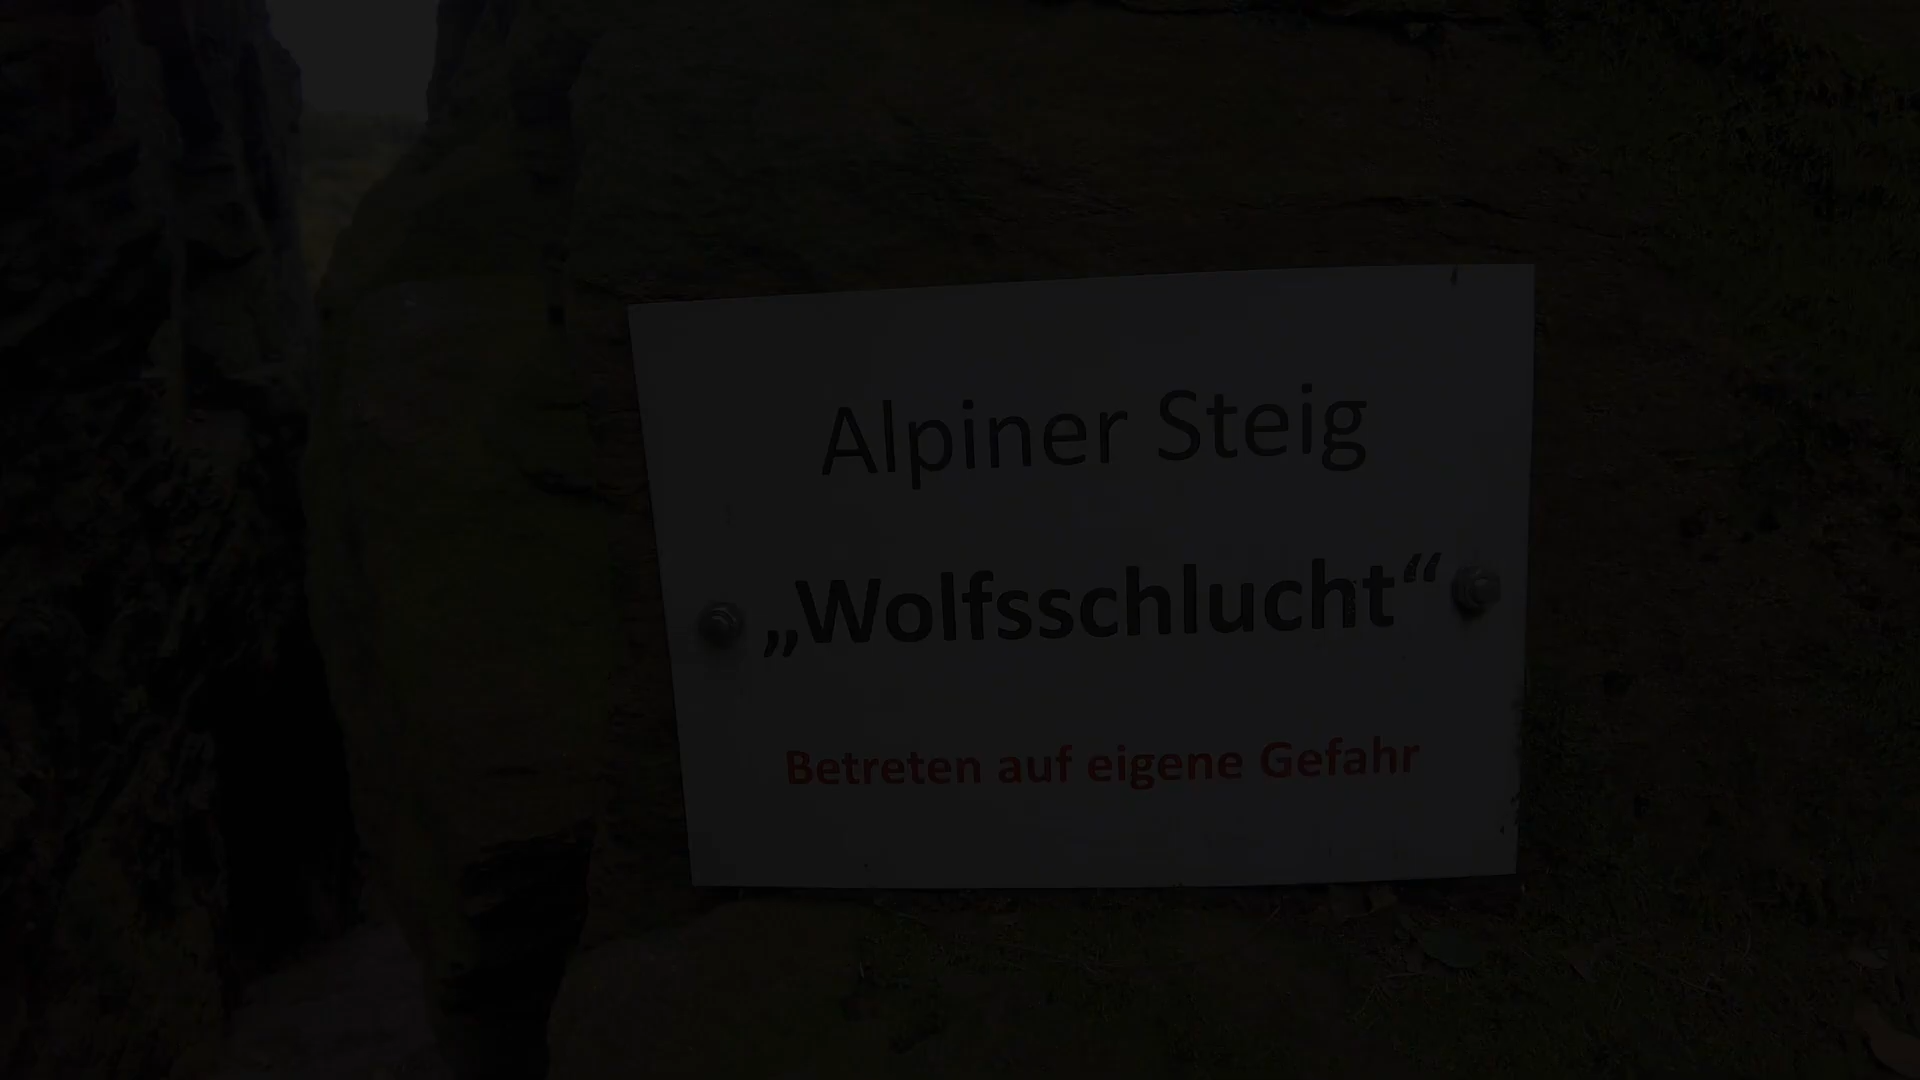 Alpiner Steig
„Wolfsschlucht“
Betreten auf eigene Gefahr